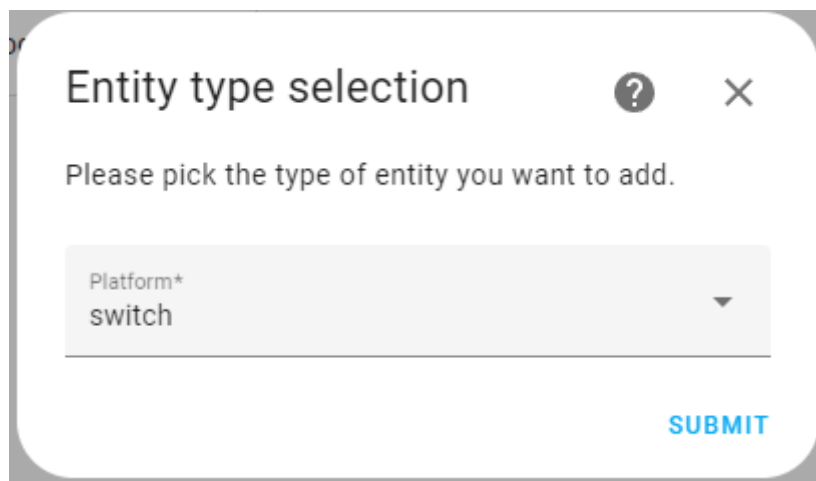 Entity type selection
Please pick the type of entity you want to add.
Platform*
switch
SUBMIT